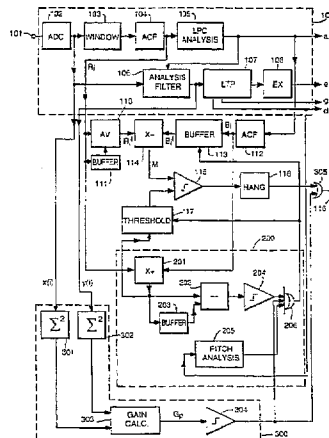 101
102
ADC
103
WINDOW
104
ACF
105
LPC
ANALYSIS
106
ANALYSIS
FILTER
107
LTP
108
EX
110
AV
BUFFER
111
X÷
114
BUFFER
113
ACF
112
M
HANG
118
305
THRESHOLD
117
200
X÷
201
202
203
BUFFER
204
205
PITCH ANALYSIS
206
x(i)
y(i)
Σ²
301
Σ²
302
303
GAIN
CALC.
304
300